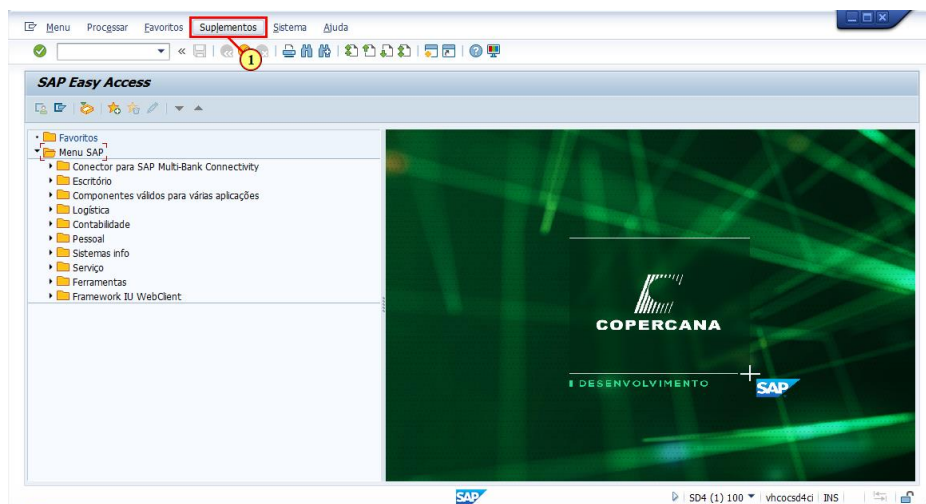 Menu Processar Favoritos Suplementos Sistema Ajuda
1
SAP Easy Access
Favoritos
Menu SAP
Conector para SAP Multi-Bank Connectivity
Escritório
Componentes válidos para várias aplicações
Logística
Contabilidade
Pessoal
Sistemas info
Serviço
Ferramentas
Framework IU WebClient
COPERCANA
DESENVOLVIMENTO
SAP
SAP
SD4 (1) 100 vhcocsd4ci INS